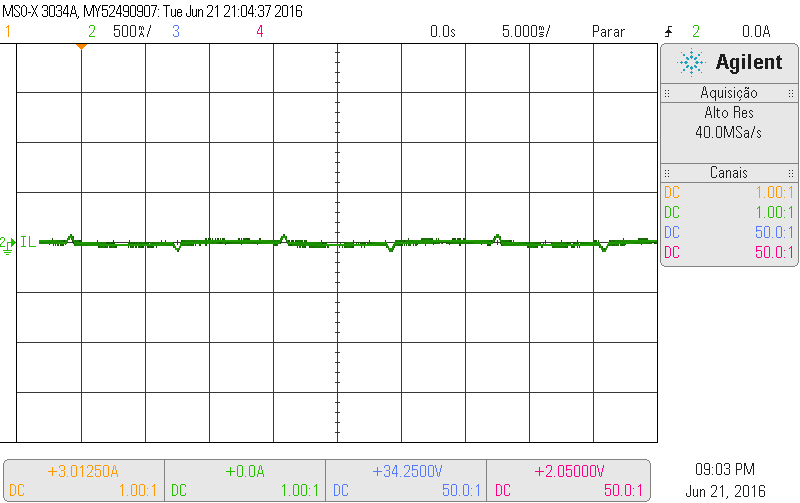 MSO-X 3034A, MY52490907: Tue Jun 21 21:04:37 2016
1 2 500㎷/ 3 4 0.0s 5.000㎳/ Parar 2 0.0A
Agilent
Aquisição
Alto Res
40.0MSa/s
Canais
DC 1.00:1
DC 1.00:1
DC 50.0:1
DC 50.0:1
2 IL
+3.01250A +0.0A +34.2500V +2.05000V
DC 1.00:1 DC 1.00:1 DC 50.0:1 DC 50.0:1
09:03 PM
Jun 21, 2016